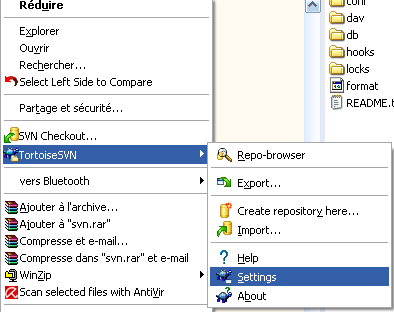 Réduire
Explorer
Ouvrir
Rechercher...
Select Left Side to Compare
Partage et sécurité...
SVN Checkout...
TortoiseSVN
vers Bluetooth
Ajouter à l'archive...
Ajouter à "svn.rar"
Compresse et e-mail...
Compresse dans "svn.rar" et e-mail
WinZip
Scan selected files with AntiVir
Repo-browser
Export...
Create repository here...
Import...
Help
Settings
About
conf
dav
db
hooks
locks
format
README.t